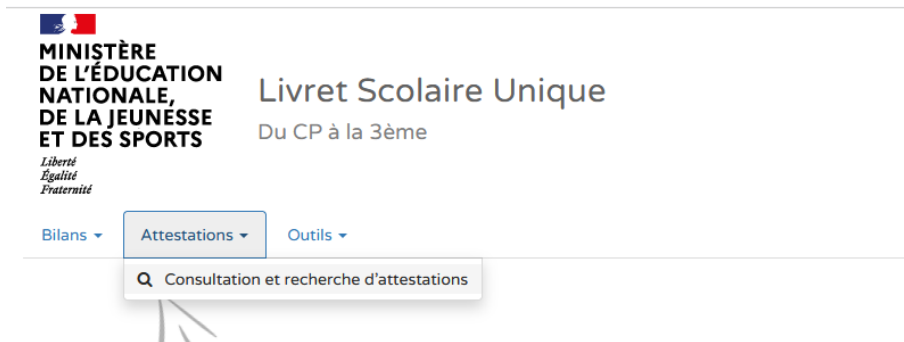 MINISTÈRE
DE L'ÉDUCATION
NATIONALE,
DE LA JEUNESSE
ET DES SPORTS
Liberté
Égalité
Fraternité
Livret Scolaire Unique
Du CP à la 3ème
Bilans Attestations Outils
Consultation et recherche d'attestations